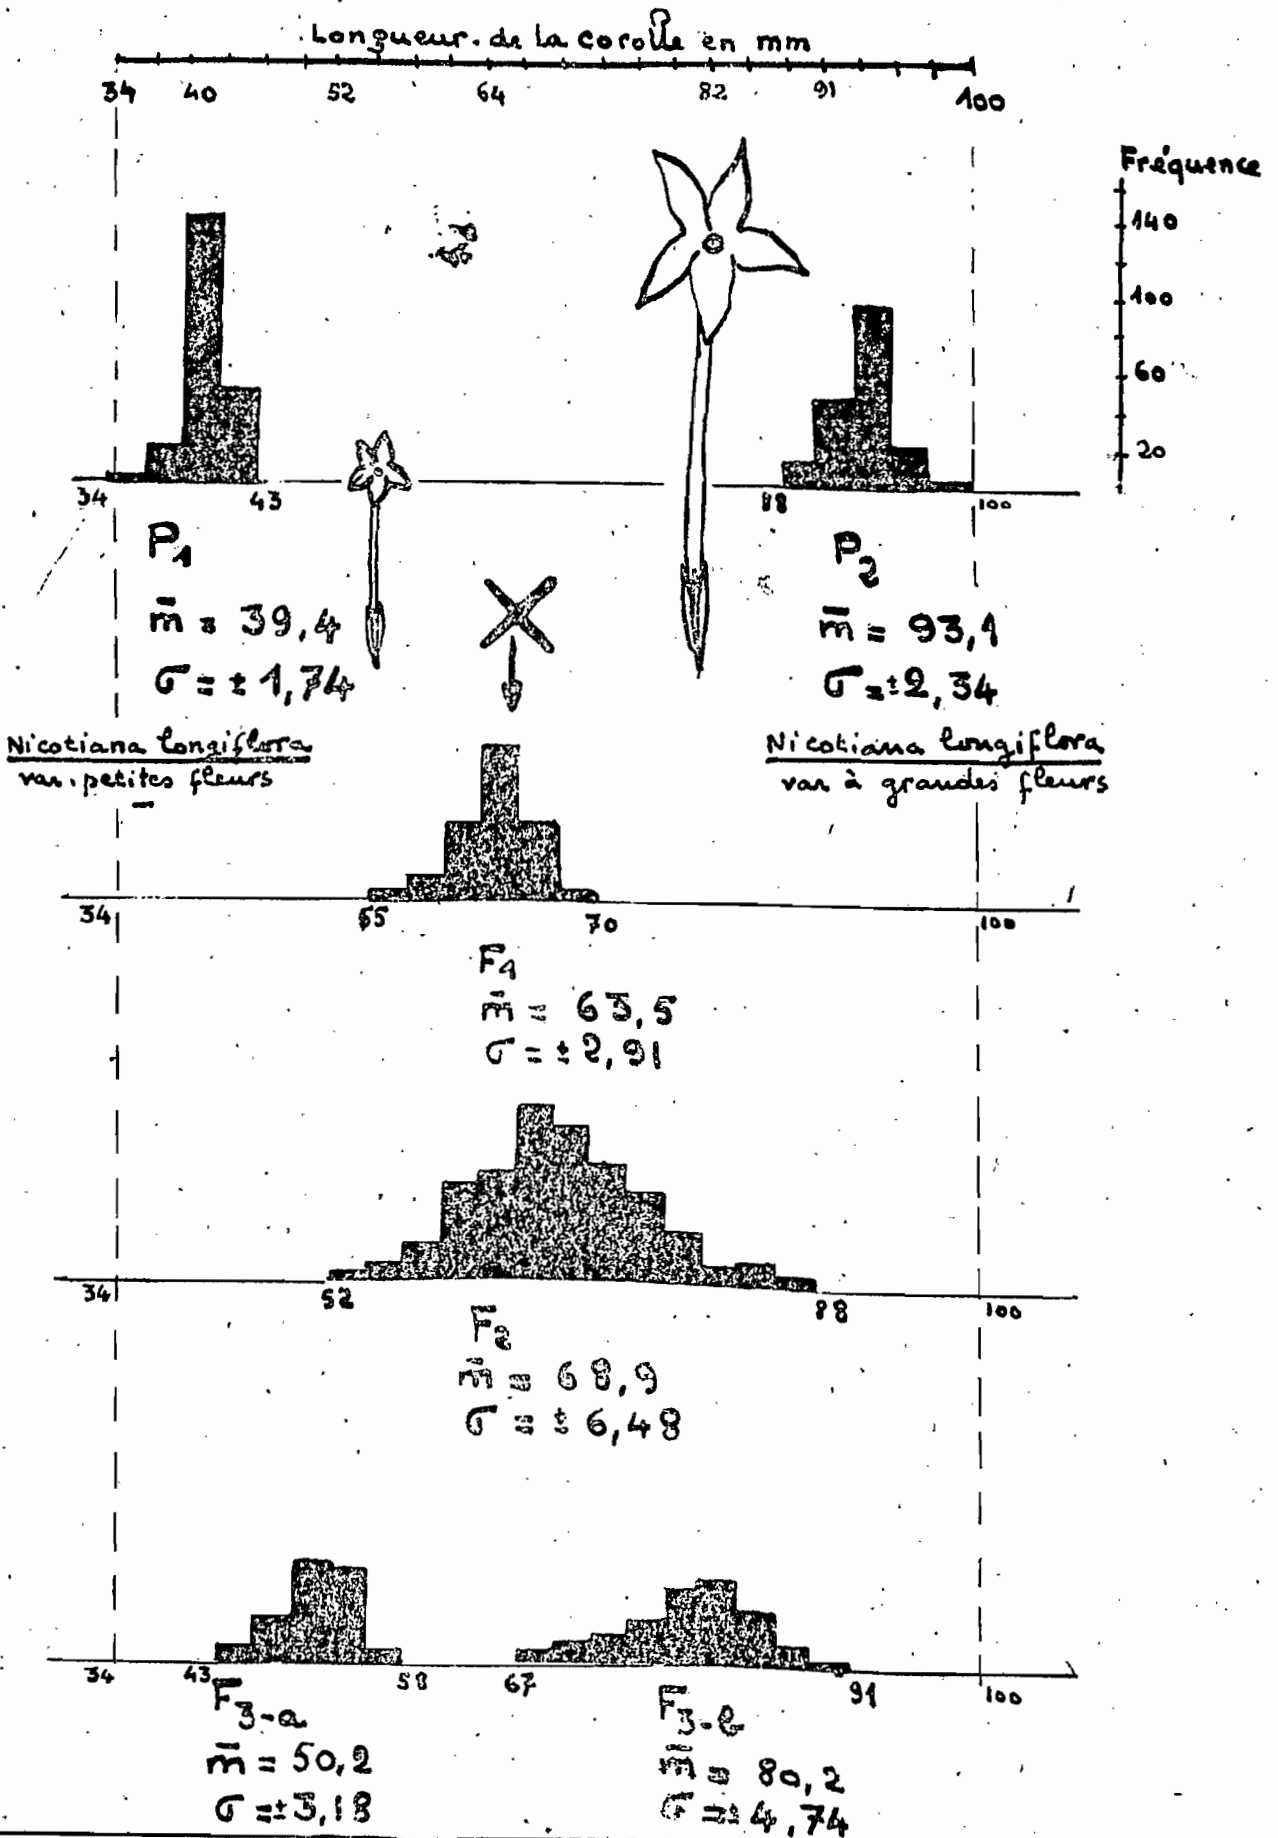 Longueur. de la corolle en mm
34 40 52 64 82 91 100
Fréquence
140
100
60
20
34 43 88 100
P1
m̄ = 39,4
σ = ± 1,74
P2
m̄ = 93,1
σ = ± 2,34
Nicotiana longiflora
var. petites fleurs
Nicotiana longiflora
var à grandes fleurs
34 55 70 100
F1
m̄ = 63,5
σ = ± 2,91
34 52 88 100
F2
m̄ = 68,9
σ = ± 6,48
34 43 58 67 91 100
F3-a
m̄ = 50,2
σ = ± 3,18
F3-b
m̄ = 80,2
σ = ± 4,74